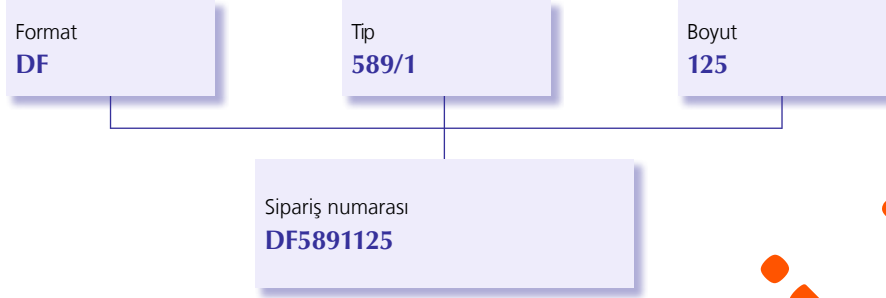 Format
DF
Tip
589/1
Boyut
125
Sipariş numarası
DF5891125